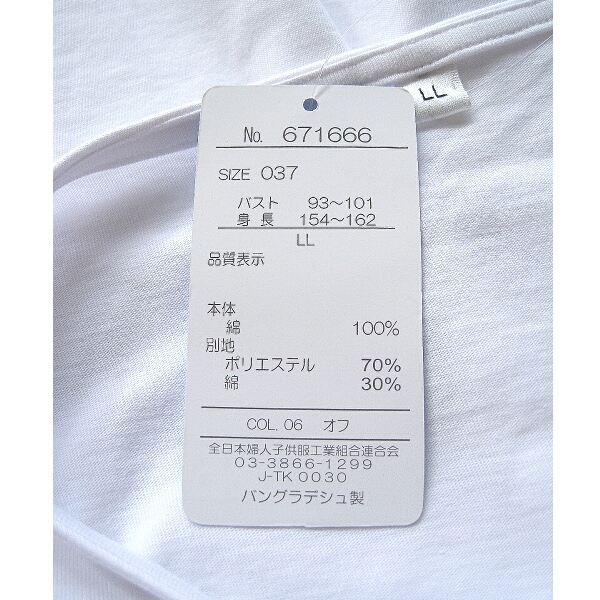 LL
No. 671666
SIZE 037
バスト 93～101
身長 154～162
LL
品質表示
本体
綿 100%
別地
ポリエステル 70%
綿 30%
COL. 06 オフ
全日本婦人子供服工業組合連合会
03-3866-1299
J-TK 0030
バングラデシュ製